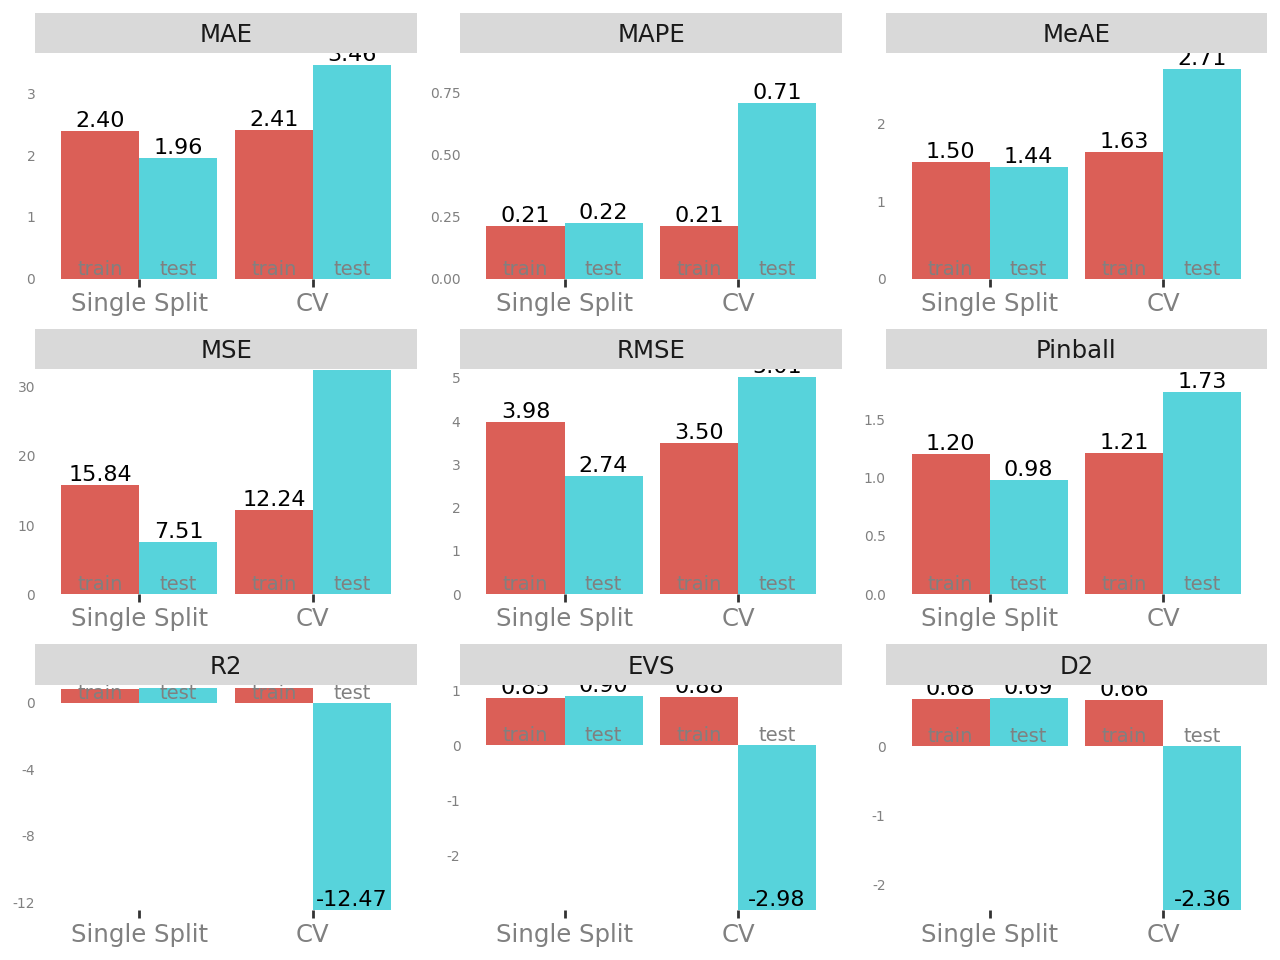 MAE MAPE MeAE
3.46 2.71
3 0.75 0.71
2.40 1.96 2.41 2 1.50 1.44 1.63
2 0.50
1 0.25 0.21 0.22 0.21 1
train test train test train test train test train test train test
0 0.00 0
Single Split CV Single Split CV Single Split CV
MSE RMSE Pinball
30 5 5.01 1.73
3.98 3.50 1.5
4 1.20 0.98 1.21
20 15.84 12.24 3 2.74 1.0
10 7.51 2 0.5
1
train test train test train test train test train test train test
0 0 0.0
Single Split CV Single Split CV Single Split CV
R2 EVS D2
0.85 0.90 0.88 0.68 0.69 0.66
train test train test 1
0 train test train test train test train test
0 0
-4 -1 -1
-8 -2 -2
-12 -12.47 -2.98 -2.36
Single Split CV Single Split CV Single Split CV